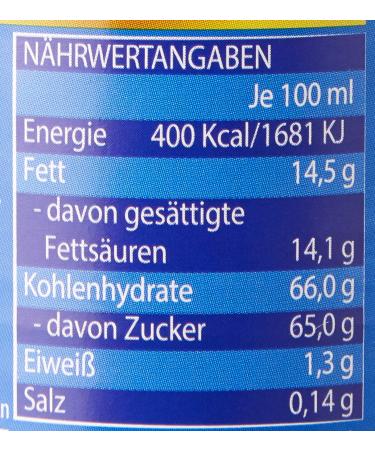 NÄHRWERTANGABEN
Je 100 ml
Energie 400 Kcal/1681 KJ
Fett 14,5 g
- davon gesättigte
Fettsäuren 14,1 g
Kohlenhydrate 66,0 g
- davon Zucker 65,0 g
Eiweiß 1,3 g
Salz 0,14 g